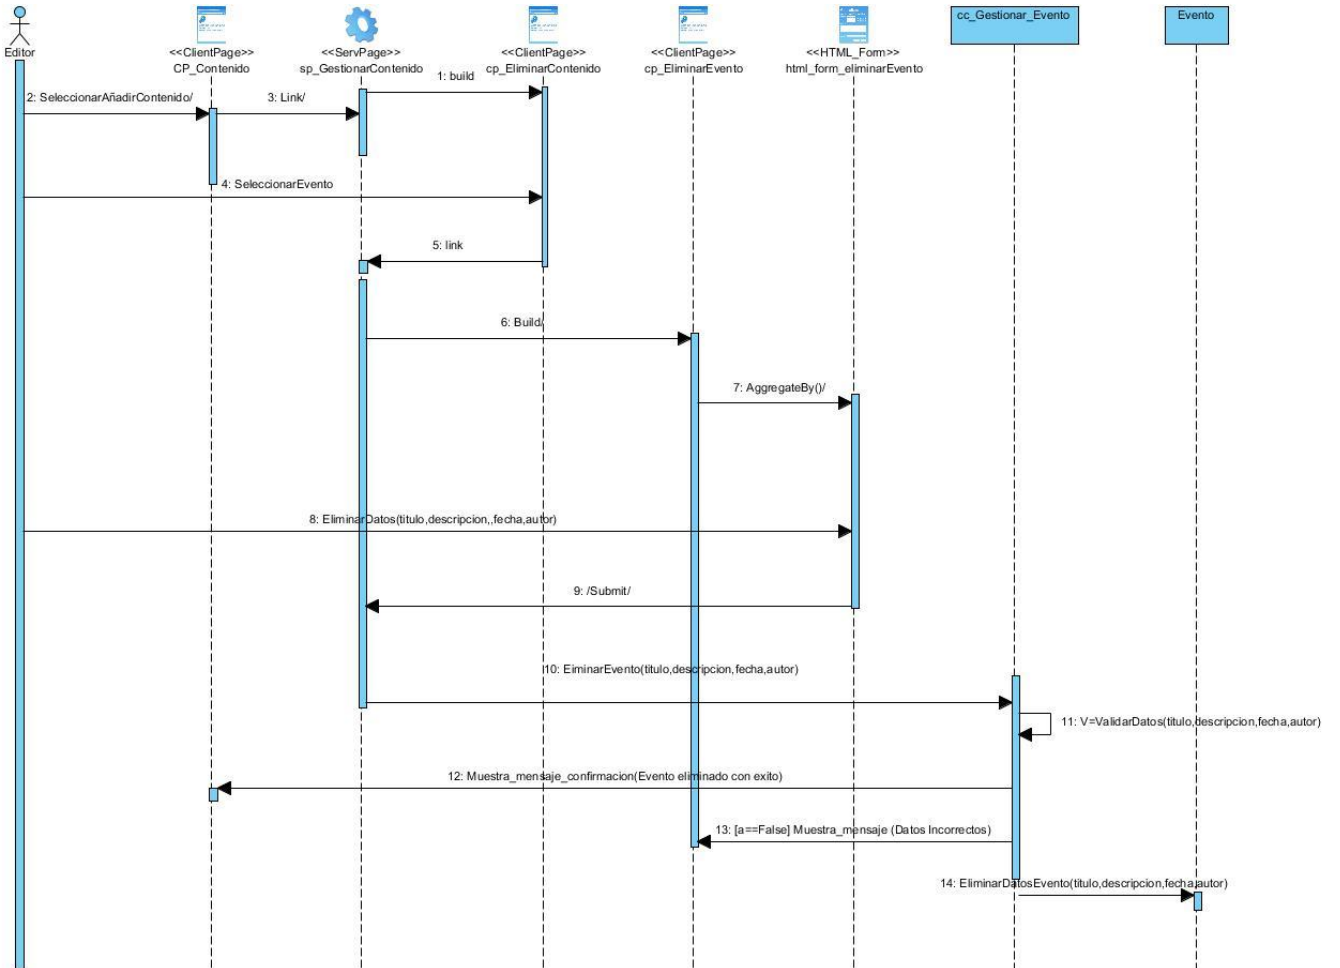 Editor
<<ClientPage>>
CP_Contenido
<<ServPage>>
sp_GestionarContenido
<<ClientPage>>
cp_EliminarContenido
<<ClientPage>>
cp_EliminarEvento
<<HTML_Form>>
html_form_eliminarEvento
cc_Gestionar_Evento
Evento
1: build
2: SeleccionarAñadirContenido/
3: Link/
4: SeleccionarEvento
5: link
6: Build/
7: AggregateBy()/
8: EliminarDatos(titulo,descripcion,,fecha,autor)
9: /Submit/
10: EiminarEvento(titulo,descripcion,fecha,autor)
11: V=ValidarDatos(titulo,descripcion,fecha,autor)
12: Muestra_mensaje_confirmacion(Evento eliminado con exito)
13: [a==False] Muestra_mensaje (Datos Incorrectos)
14: EliminarDatosEvento(titulo,descripcion,fecha,autor)